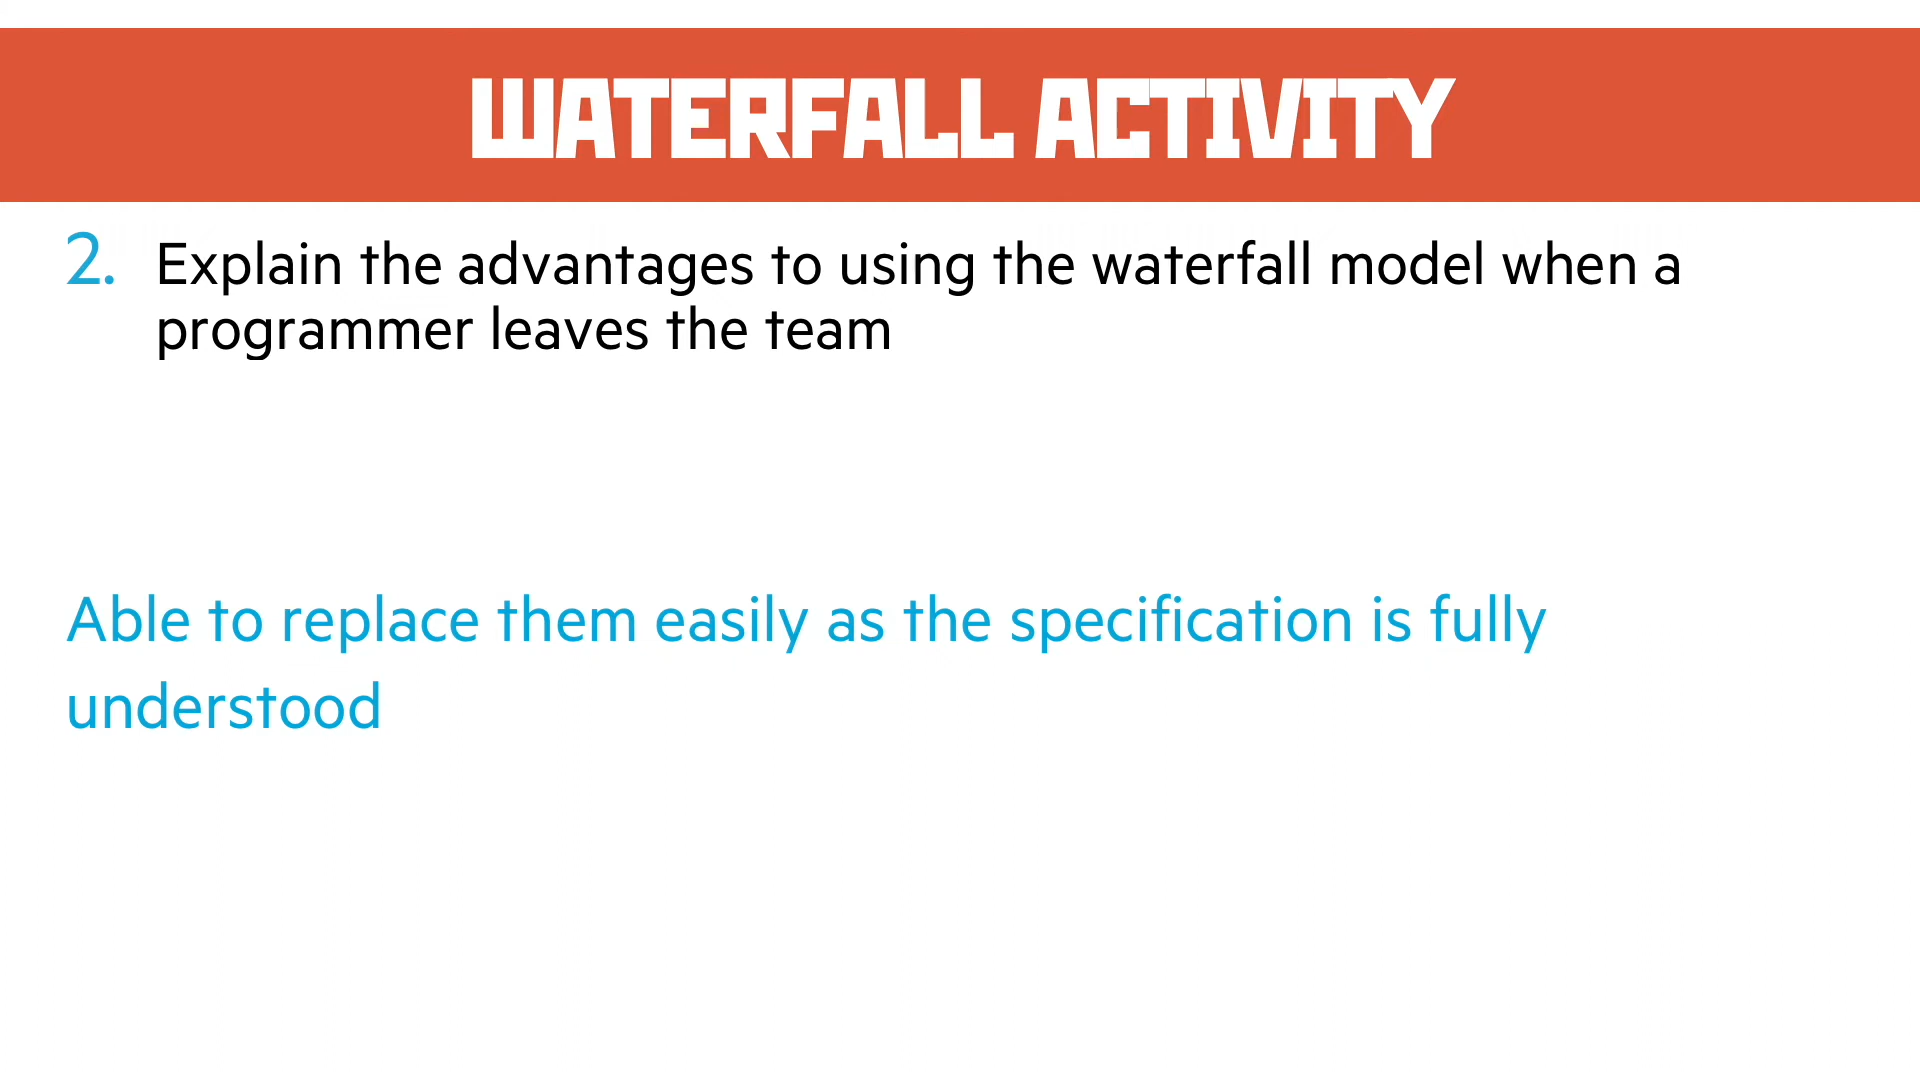 WATERFALL ACTIVITY
2. Explain the advantages to using the waterfall model when a
programmer leaves the team
Able to replace them easily as the specification is fully
understood